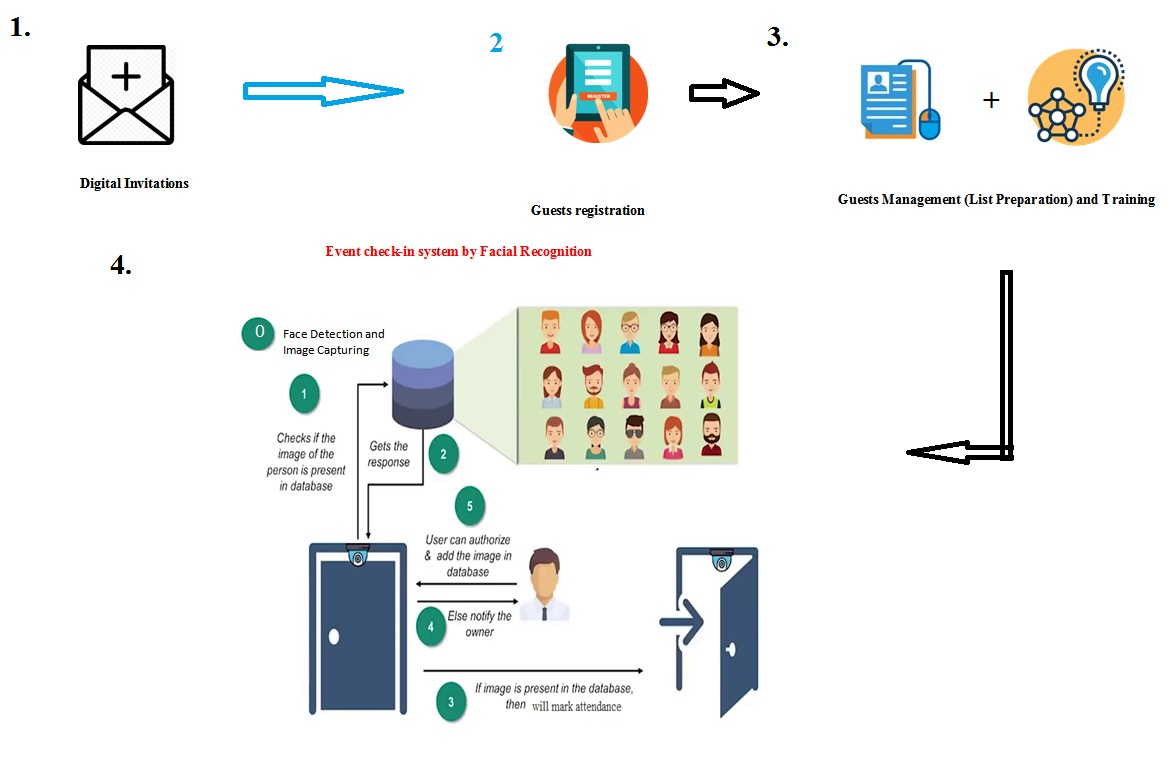 1.
2
3.
+
REGISTER
Digital Invitations
Guests registration
Guests Management (List Preparation) and Training
Event check-in system by Facial Recognition
4.
0
Face Detection and
Image Capturing
1
Checks if the
image of the
person is present
in database
Gets the
response
2
5
User can authorize
& add the image in
database
4
Else notify the
owner
3
If image is present in the database,
then will mark attendance